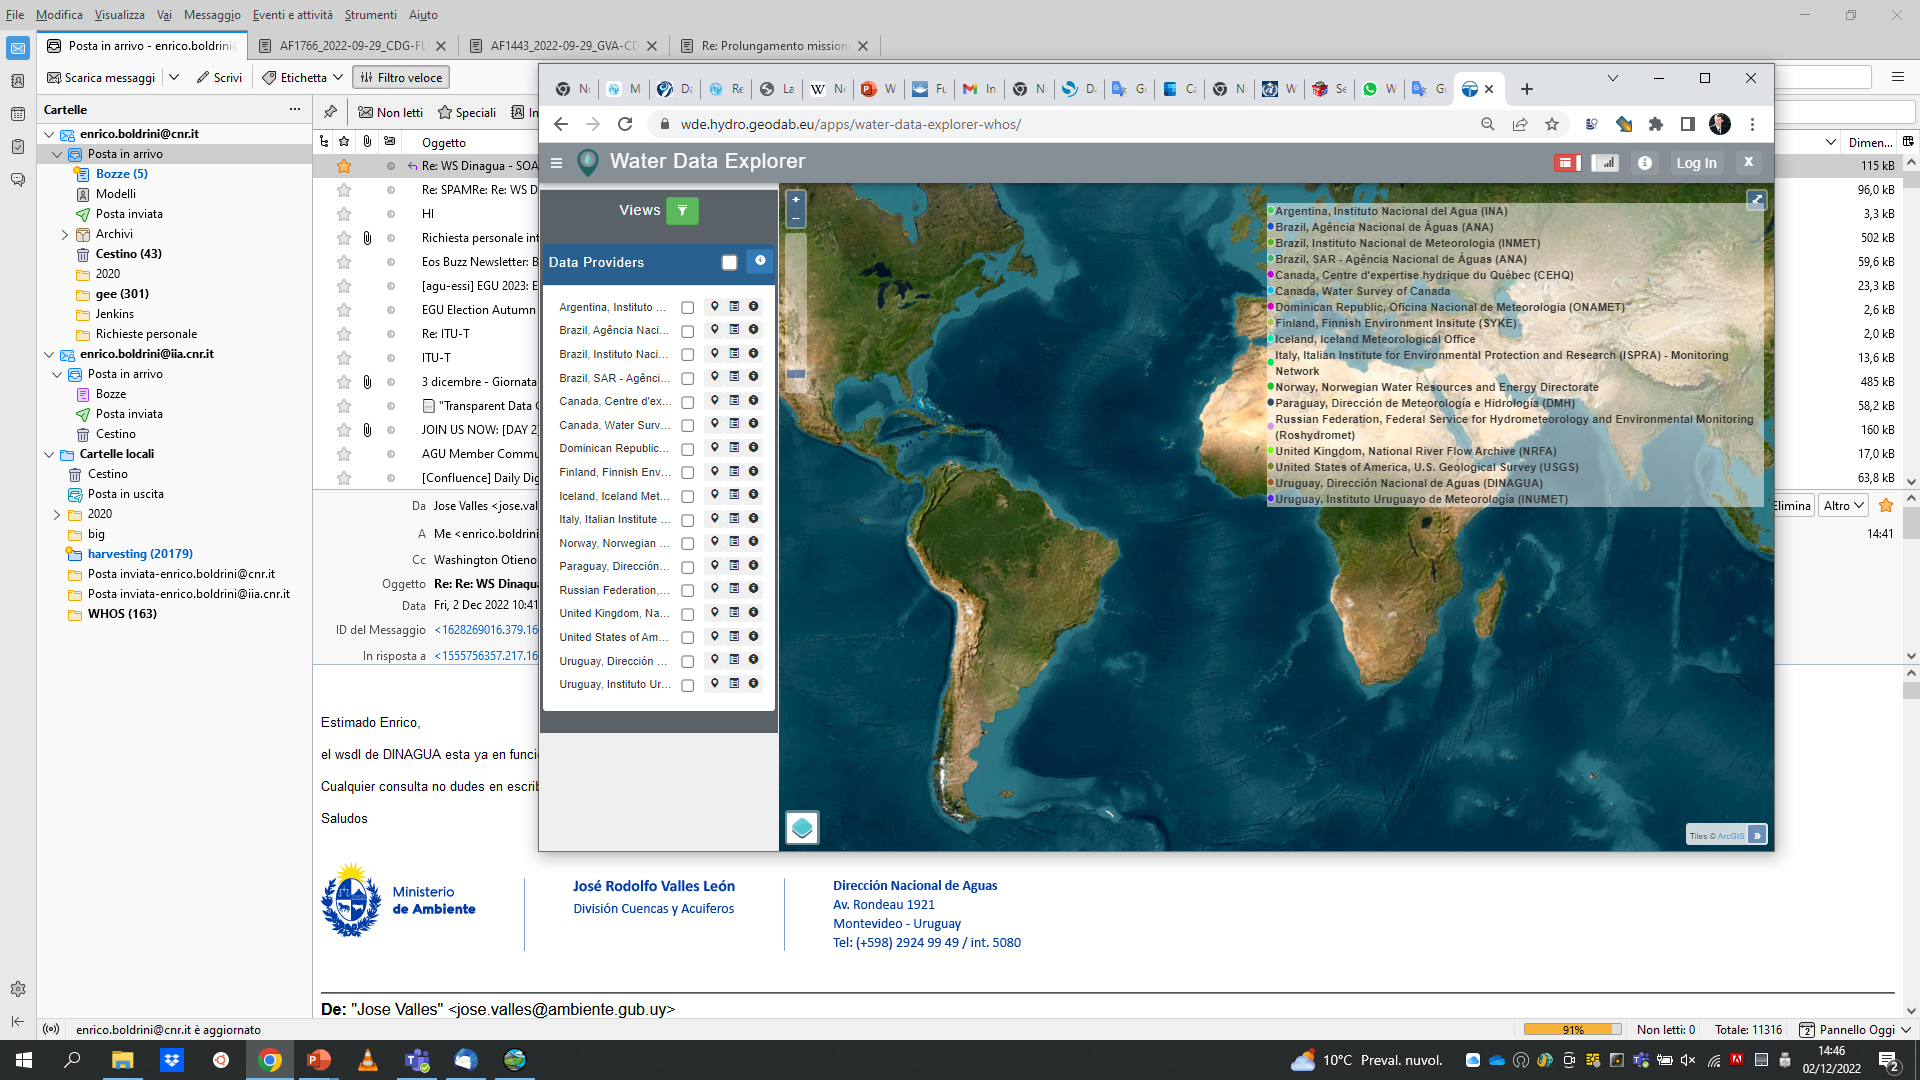 File Modifica Visualizza Vai Messaggio Eventi e attività Strumenti Aiuto
Posta in arrivo - enrico.boldrini
AF1766_2022-09-29_CDG-FL
AF1443_2022-09-29_GVA-CD
Re: Prolungamento mission
Scarica messaggi
Scrivi
Etichetta
Filtro veloce
Cartelle
enrico.boldrini@cnr.it
Posta in arrivo
Bozze (5)
Modelli
Posta inviata
Archivi
Cestino (43)
2020
gee (301)
Jenkins
Richieste personale
enrico.boldrini@iia.cnr.it
Posta in arrivo
Bozze
Posta inviata
Cestino
Cartelle locali
Cestino
Posta in uscita
2020
big
harvesting (20179)
Posta inviata-enrico.boldrini@cnr.it
Posta inviata-enrico.boldrini@iia.cnr.it
WHOS (163)
Non letti
Speciali
Oggetto
Re: WS Dinagua - SOA
Re: SPAMRe: Re: WS D
HI
Richiesta personale int
Eos Buzz Newsletter: B
[agu-essi] EGU 2023: E
EGU Election Autumn
Re: ITU-T
ITU-T
3 dicembre - Giornata
"Transparent Data
JOIN US NOW: [DAY 2]
AGU Member Commu
[Confluence] Daily Dig
Dimen...
115 kB
96,0 kB
3,3 kB
502 kB
59,6 kB
23,3 kB
2,6 kB
2,0 kB
13,6 kB
485 kB
58,2 kB
160 kB
17,0 kB
63,8 kB
Da Jose Valles <jose.val
A Me <enrico.boldrini
Cc Washington Otieno
Oggetto Re: Re: WS Dinagua
Data Fri, 2 Dec 2022 10:41
ID del Messaggio <1628269016.379.16
In risposta a <1555756357.217.16
Elimina
Altro
14:41
wde.hydro.geodab.eu/apps/water-data-explorer-whos/
Water Data Explorer
Log In
X
Views
Data Providers
Argentina, Instituto ...
Brazil, Agência Naci...
Brazil, Instituto Naci...
Brazil, SAR - Agênci...
Canada, Centre d'ex...
Canada, Water Surv...
Dominican Republic...
Finland, Finnish Env...
Iceland, Iceland Met...
Italy, Italian Institute ...
Norway, Norwegian ...
Paraguay, Dirección...
Russian Federation,...
United Kingdom, Na...
United States of Am...
Uruguay, Dirección ...
Uruguay, Instituto Ur...
+
–
Argentina, Instituto Nacional del Agua (INA)
Brazil, Agência Nacional de Águas (ANA)
Brazil, Instituto Nacional de Meteorologia (INMET)
Brazil, SAR - Agência Nacional de Águas (ANA)
Canada, Centre d'expertise hydrique du Québec (CEHQ)
Canada, Water Survey of Canada
Dominican Republic, Oficina Nacional de Meteorologia (ONAMET)
Finland, Finnish Environment Insitute (SYKE)
Iceland, Iceland Meteorological Office
Italy, Italian Institute for Environmental Protection and Research (ISPRA) - Monitoring
Network
Norway, Norwegian Water Resources and Energy Directorate
Paraguay, Dirección de Meteorología e Hidrología (DMH)
Russian Federation, Federal Service for Hydrometeorology and Environmental Monitoring
(Roshydromet)
United Kingdom, National River Flow Archive (NRFA)
United States of America, U.S. Geological Survey (USGS)
Uruguay, Dirección Nacional de Aguas (DINAGUA)
Uruguay, Instituto Uruguayo de Meteorología (INUMET)
Tiles © ArcGIS »
Estimado Enrico,
el wsdl de DINAGUA esta ya en funci
Cualquier consulta no dudes en escrib
Saludos
Ministerio
de Ambiente
José Rodolfo Valles León
División Cuencas y Acuiferos
Dirección Nacional de Aguas
Av. Rondeau 1921
Montevideo - Uruguay
Tel: (+598) 2924 99 49 / int. 5080
De: "Jose Valles" <jose.valles@ambiente.gub.uy>
enrico.boldrini@cnr.it è aggiornato
91%
Non letti: 0
Totale: 11316
Pannello Oggi
10°C Preval. nuvol.
14:46
02/12/2022
2